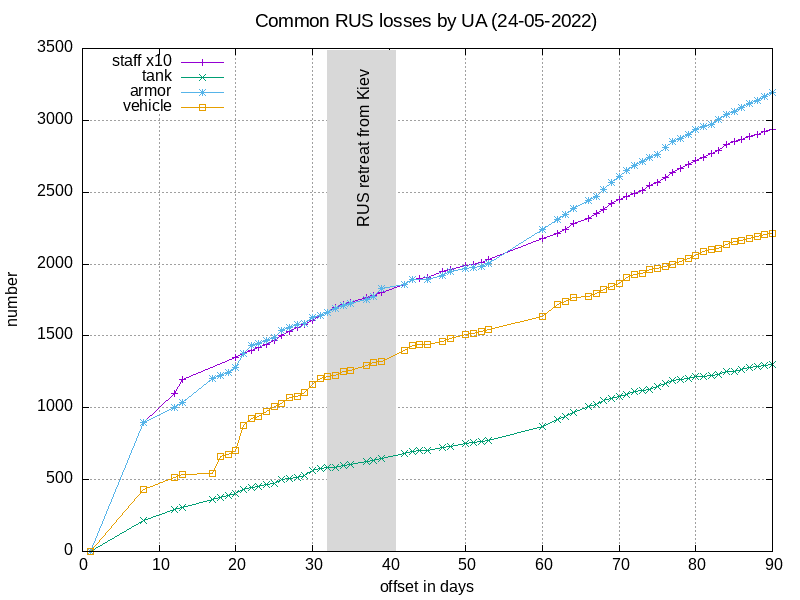 Common RUS losses by UA (24-05-2022)
3500
3000
2500
2000
1500
1000
500
0
number
staff x10
tank
armor
vehicle
RUS retreat from Kiev
0 10 20 30 40 50 60 70 80 90
offset in days